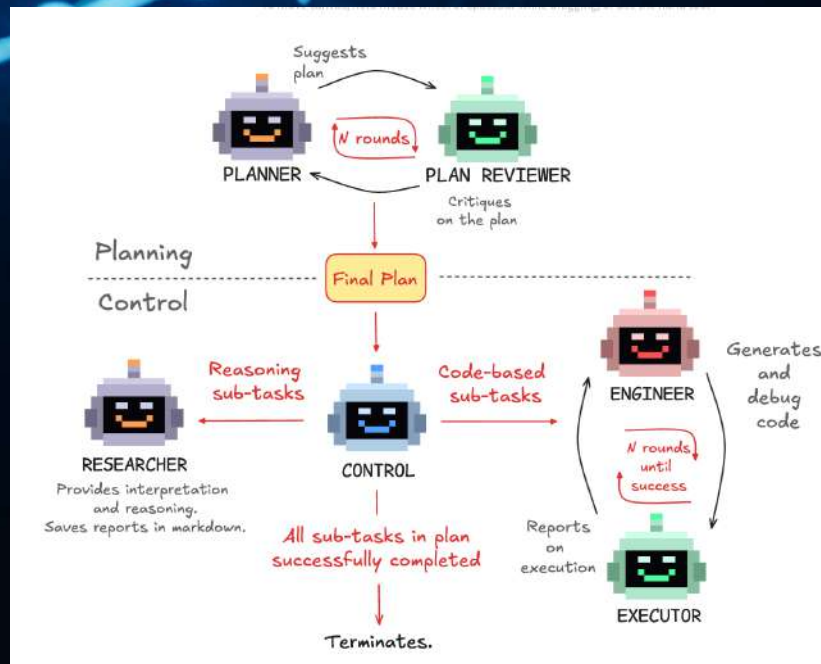 Suggests
plan
N rounds
PLANNER
PLAN REVIEWER
Critiques
on the plan
Planning
Final Plan
Control
Reasoning
sub-tasks
Code-based
sub-tasks
ENGINEER
Generates
and
debug
code
RESEARCHER
Provides interpretation
and reasoning.
Saves reports in markdown.
CONTROL
N rounds
until
success
All sub-tasks in plan
successfully completed
Reports
on
execution
EXECUTOR
Terminates.